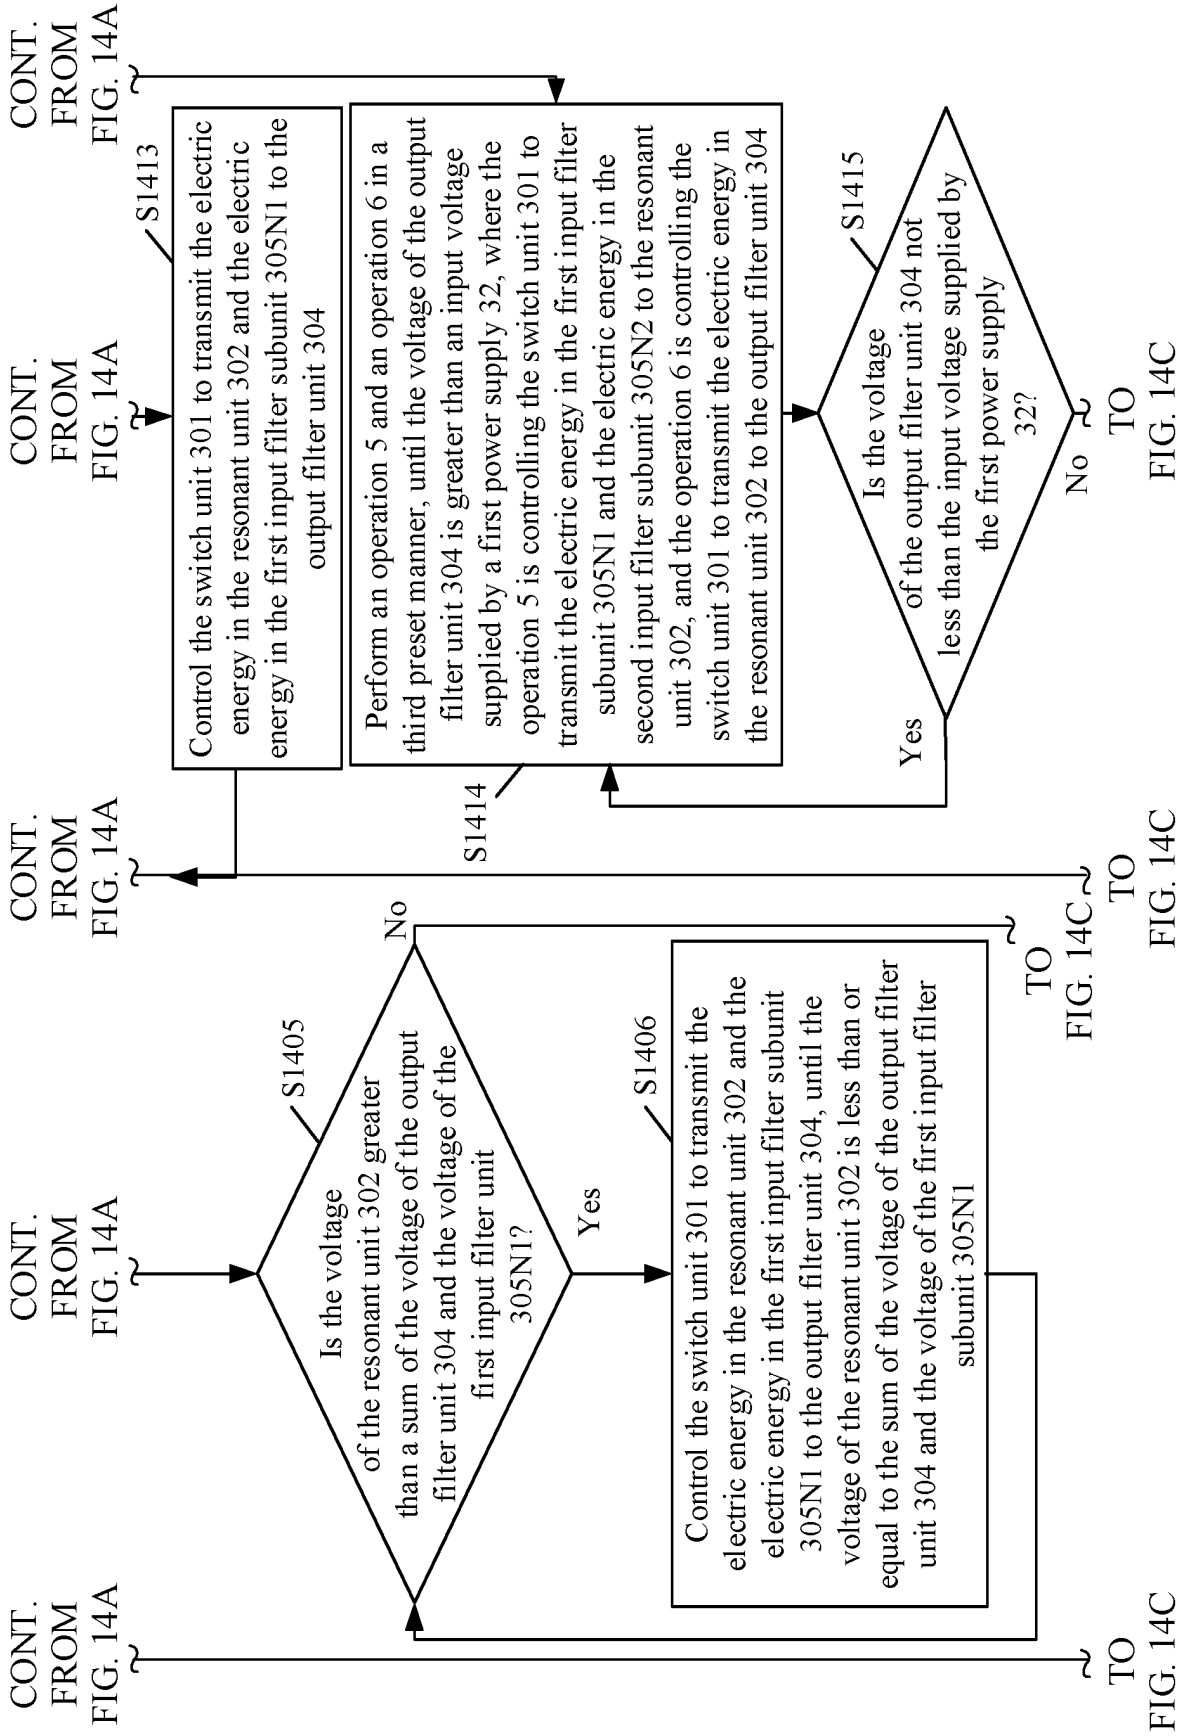 CONT.
FROM
FIG. 14A
CONT.
FROM
FIG. 14A
CONT.
FROM
FIG. 14A
CONT.
FROM
FIG. 14A
CONT.
FROM
FIG. 14A
S1405
Is the voltage
of the resonant unit 302 greater
than a sum of the voltage of the output
filter unit 304 and the voltage of the
first input filter unit
305N1?
No
Yes
S1406
Control the switch unit 301 to transmit the
electric energy in the resonant unit 302 and the
electric energy in the first input filter subunit
305N1 to the output filter unit 304, until the
voltage of the resonant unit 302 is less than or
equal to the sum of the voltage of the output filter
unit 304 and the voltage of the first input filter
subunit 305N1
S1413
Control the switch unit 301 to transmit the electric
energy in the resonant unit 302 and the electric
energy in the first input filter subunit 305N1 to the
output filter unit 304
S1414
Perform an operation 5 and an operation 6 in a
third preset manner, until the voltage of the output
filter unit 304 is greater than an input voltage
supplied by a first power supply 32, where the
operation 5 is controlling the switch unit 301 to
transmit the electric energy in the first input filter
subunit 305N1 and the electric energy in the
second input filter subunit 305N2 to the resonant
unit 302, and the operation 6 is controlling the
switch unit 301 to transmit the electric energy in
the resonant unit 302 to the output filter unit 304
S1415
Is the voltage
of the output filter unit 304 not
less than the input voltage supplied by
the first power supply
32?
Yes
No
TO
FIG. 14C
TO
FIG. 14C
TO
FIG. 14C
TO
FIG. 14C